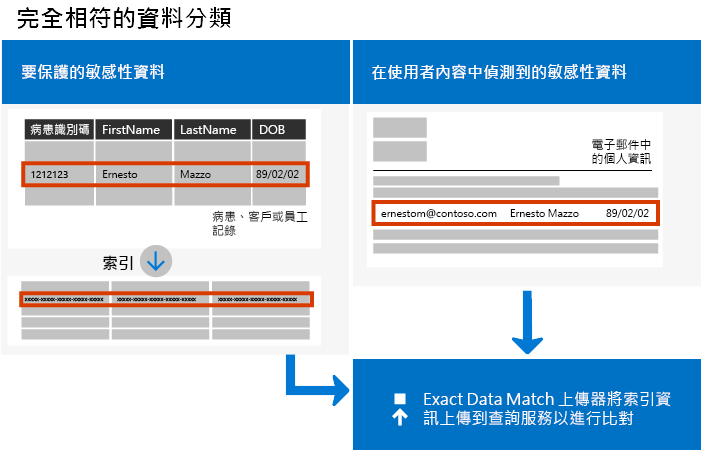 完全相符的資料分類
要保護的敏感性資料
病患識別碼 FirstName LastName DOB
1212123 Ernesto Mazzo 89/02/02
病患、客戶或員工
記錄
索引
xxxxx-xxxxx-xxxxx-xxxxx-xxxxx xxxxx-xxxxx-xxxxx-xxxxx-xxxxx xxxxx-xxxxx-xxxxx-xxxxx-xxxxx
在使用者內容中偵測到的敏感性資料
電子郵件中
的個人資訊
ernestom@contoso.com Ernesto Mazzo 89/02/02
Exact Data Match 上傳器將索引資
訊上傳到查詢服務以進行比對